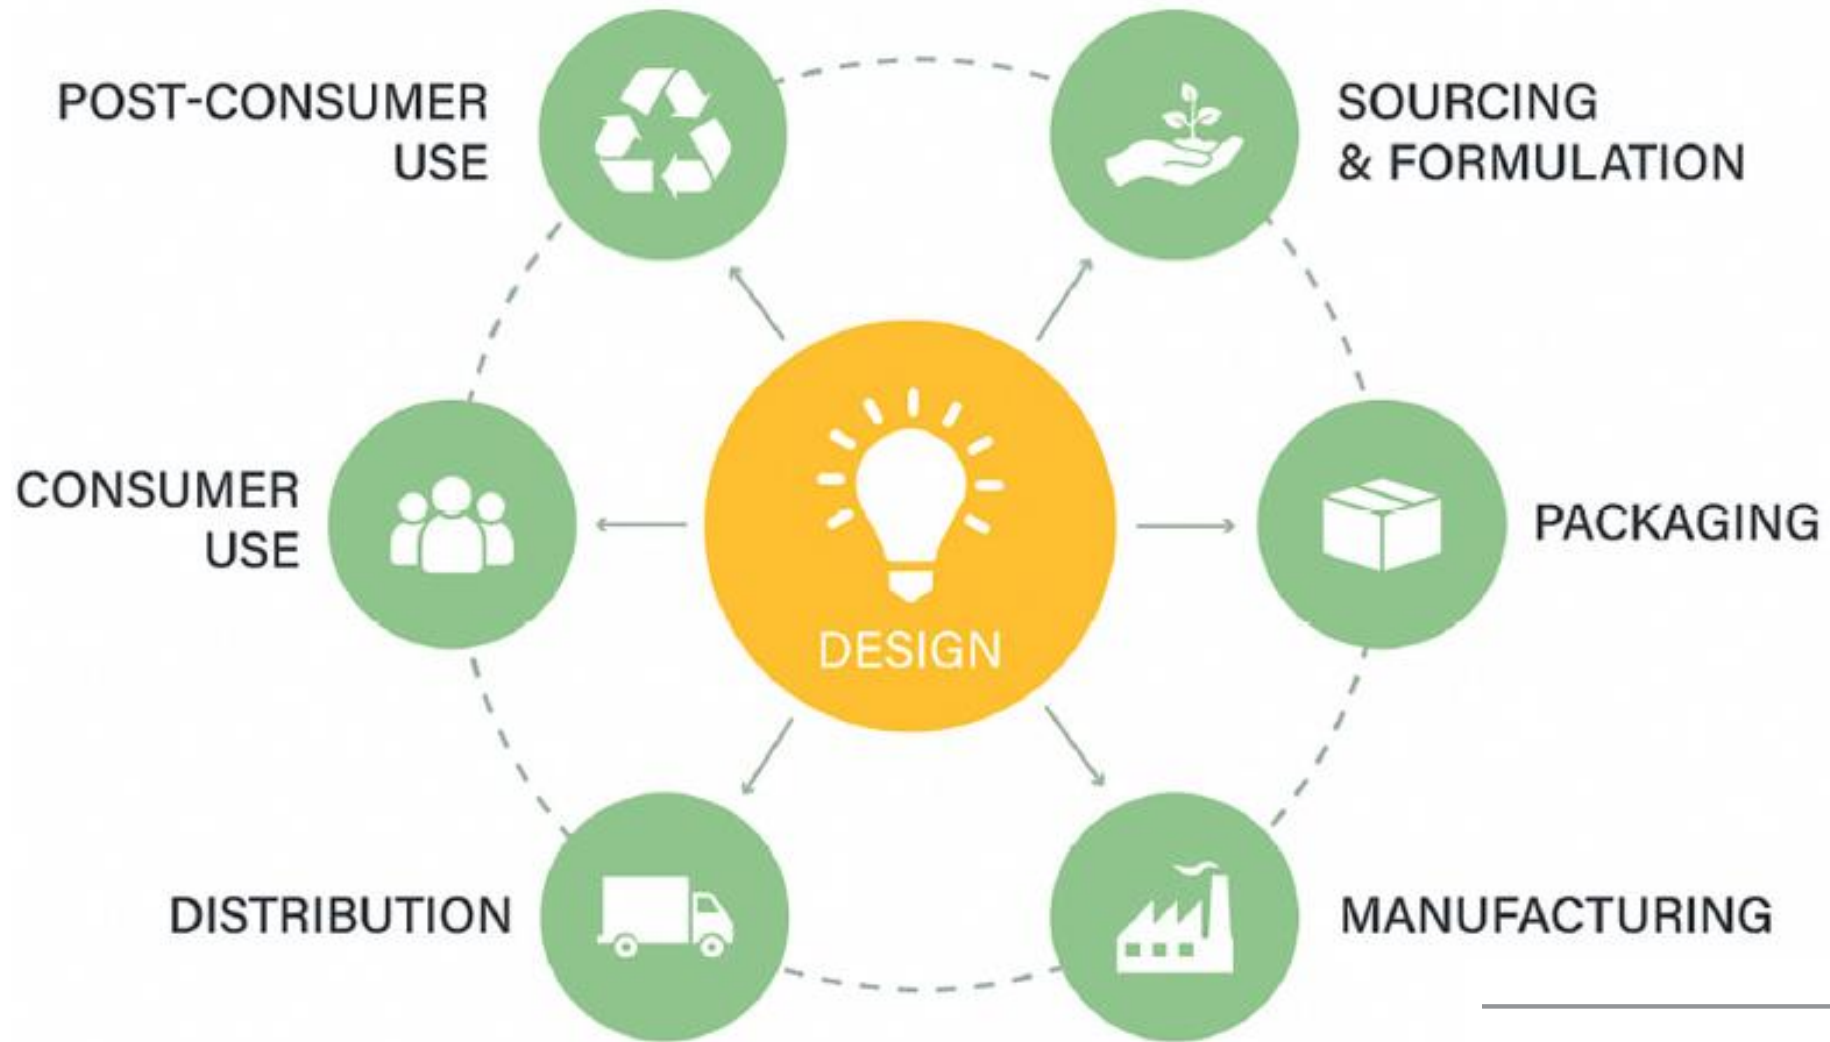 POST-CONSUMER
USE
SOURCING
& FORMULATION
CONSUMER
USE
DESIGN
PACKAGING
DISTRIBUTION
MANUFACTURING